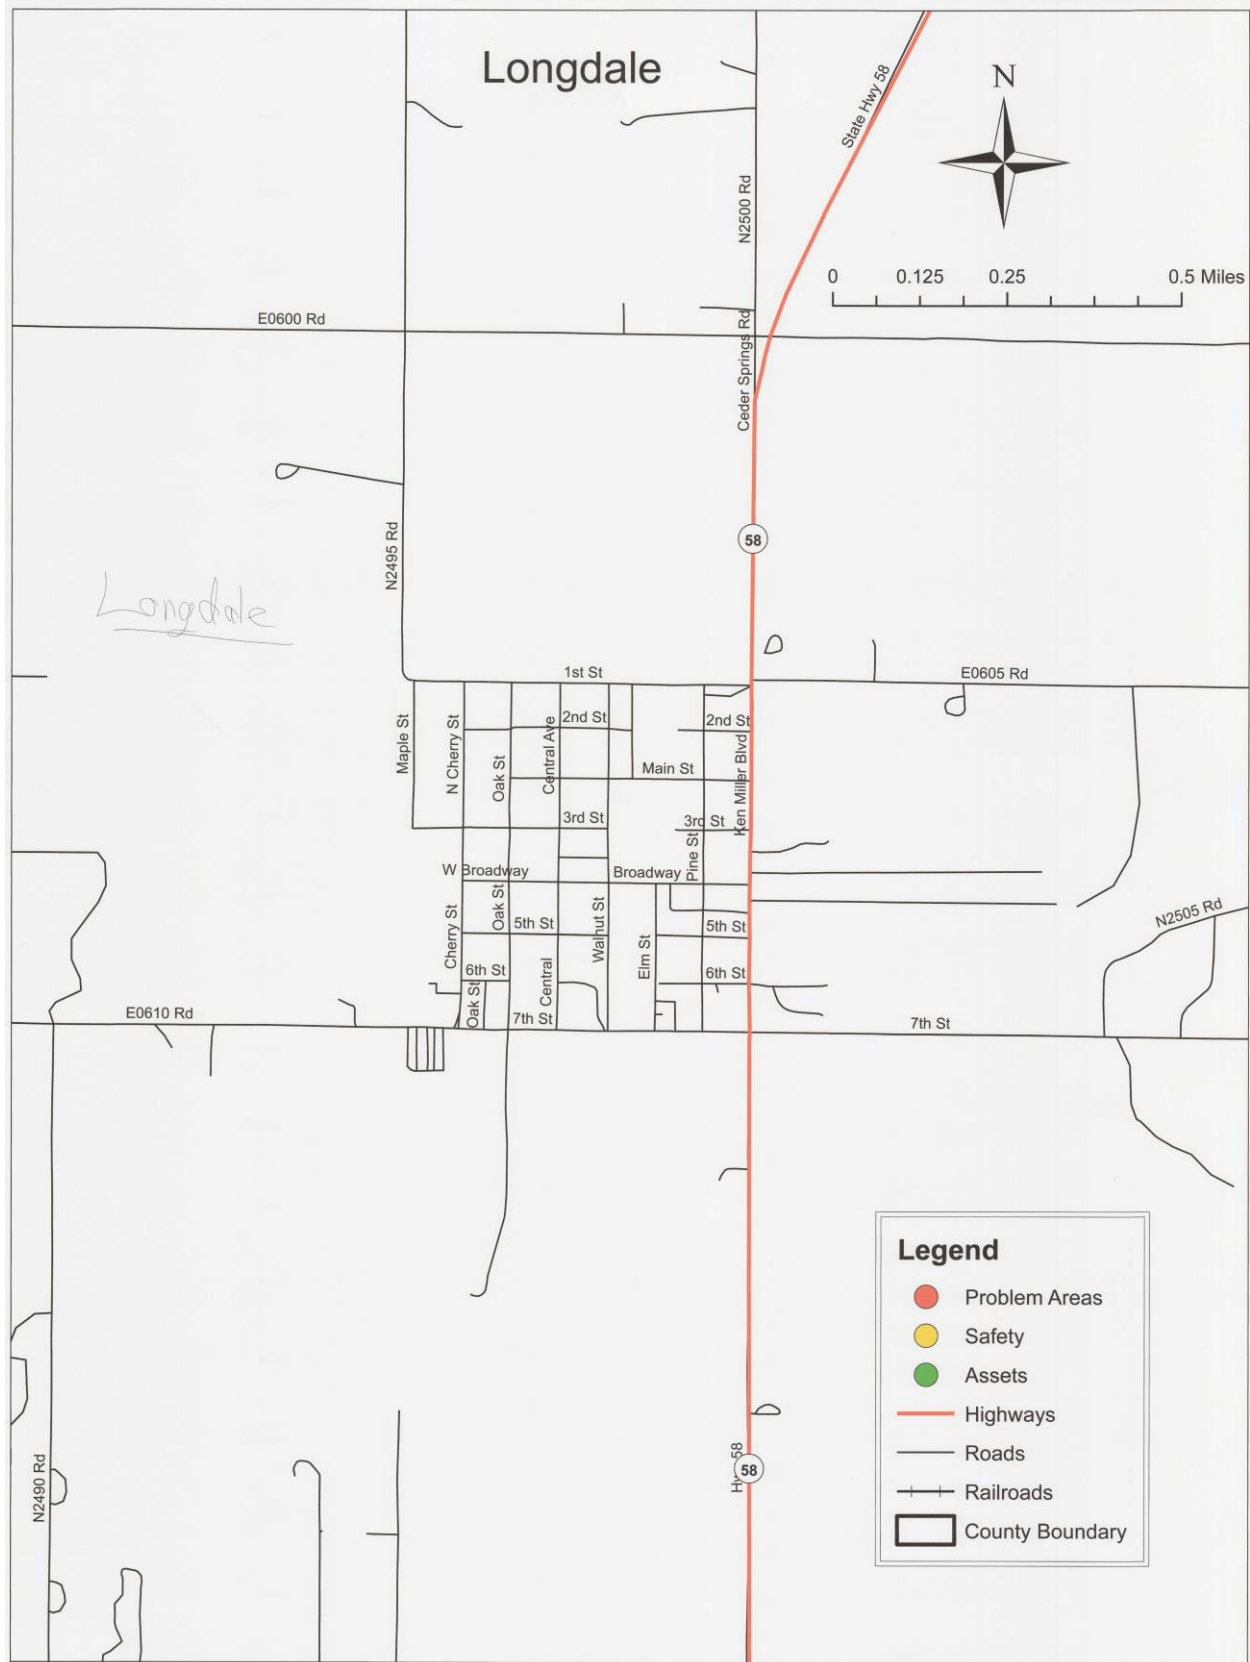 Longdale
State Hwy 58
N
N2500 Rd
0 0.125 0.25 0.5 Miles
E0600 Rd
Ceder Springs Rd
58
N2495 Rd
Longdale
1st St
E0605 Rd
Maple St
N Cherry St
Oak St
Central Ave
2nd St
2nd St
Main St
Ken Miller Blvd
3rd St
3rd St
Pine St
W Broadway
Broadway
Cherry St
Oak St
5th St
Walnut St
Elm St
5th St
N2505 Rd
6th St
6th St
Oak St
Central
E0610 Rd
7th St
7th St
Legend
Problem Areas
Safety
Assets
Highways
Roads
Railroads
County Boundary
N2490 Rd
58